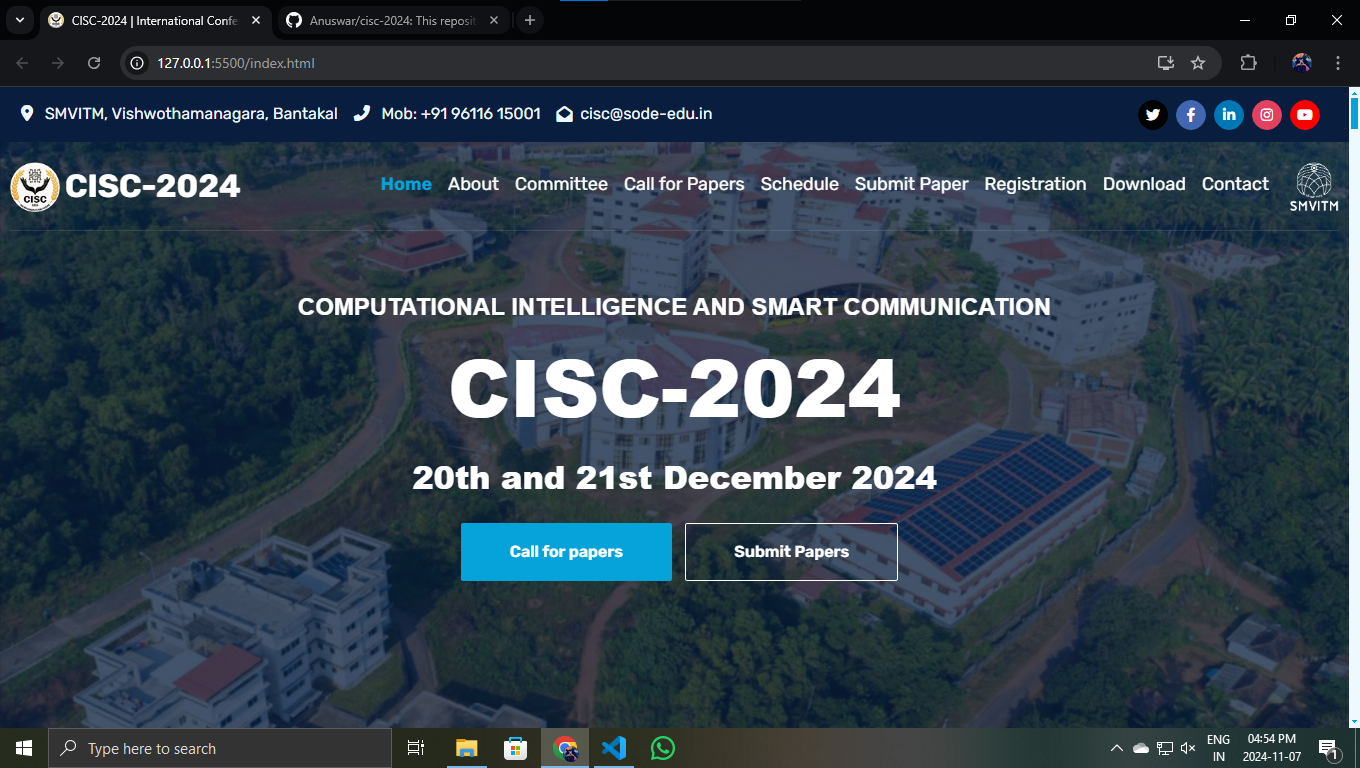 CISC-2024 | International Confe
Anuswar/cisc-2024: This reposit
127.0.0.1:5500/index.html
SMVITM, Vishwothamanagara, Bantakal
Mob: +91 96116 15001
cisc@sode-edu.in
CISC
CISC-2024
Home
About
Committee
Call for Papers
Schedule
Submit Paper
Registration
Download
Contact
SMVITM
COMPUTATIONAL INTELLIGENCE AND SMART COMMUNICATION
CISC-2024
20th and 21st December 2024
Call for papers
Submit Papers
Type here to search
ENG
IN
04:54 PM
2024-11-07
1